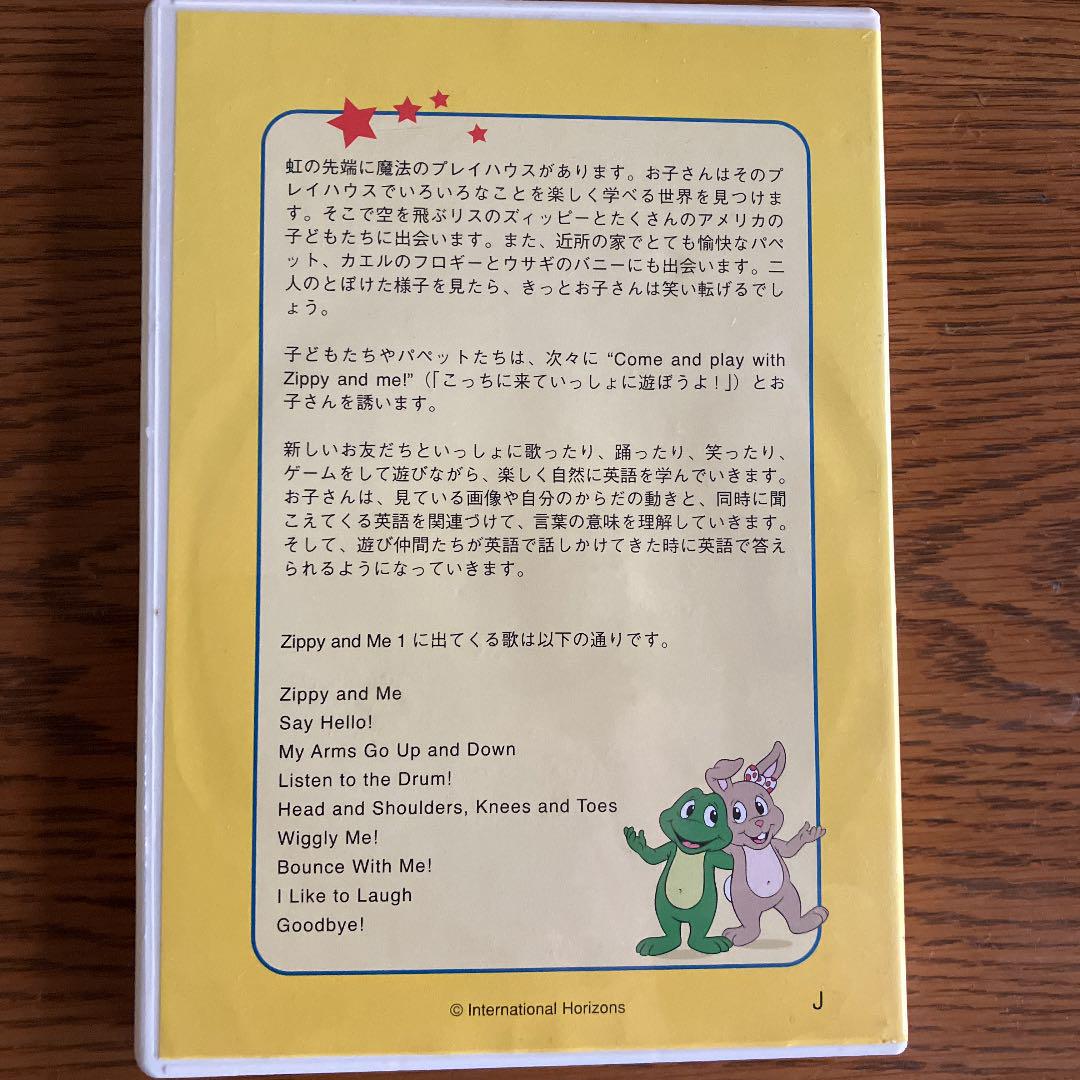 虹の先端に魔法のプレイハウスがあります。お子さんはそのプ
レイハウスでいろいろなことを楽しく学べる世界を見つけま
す。そこで空を飛ぶリスのズィッピーとたくさんのアメリカの
子どもたちに出会います。また、近所の家でとても愉快なパペ
ット、カエルのフロギーとウサギのバニーにも出会います。二
人のとぼけた様子を見たら、きっとお子さんは笑い転げるでし
ょう。
子どもたちやパペットたちは、次々に “Come and play with
Zippy and me!”（「こっちに来ていっしょに遊ぼうよ！」）とお
子さんを誘います。
新しいお友だちといっしょに歌ったり、踊ったり、笑ったり、
ゲームをして遊びながら、楽しく自然に英語を学んでいきます。
お子さんは、見ている画像や自分のからだの動きと、同時に聞
こえてくる英語を関連づけて、言葉の意味を理解していきます。
そして、遊び仲間たちが英語で話しかけてきた時に英語で答え
られるようになっていきます。
Zippy and Me 1 に出てくる歌は以下の通りです。
Zippy and Me
Say Hello!
My Arms Go Up and Down
Listen to the Drum!
Head and Shoulders, Knees and Toes
Wiggly Me!
Bounce With Me!
I Like to Laugh
Goodbye!
© International Horizons
J